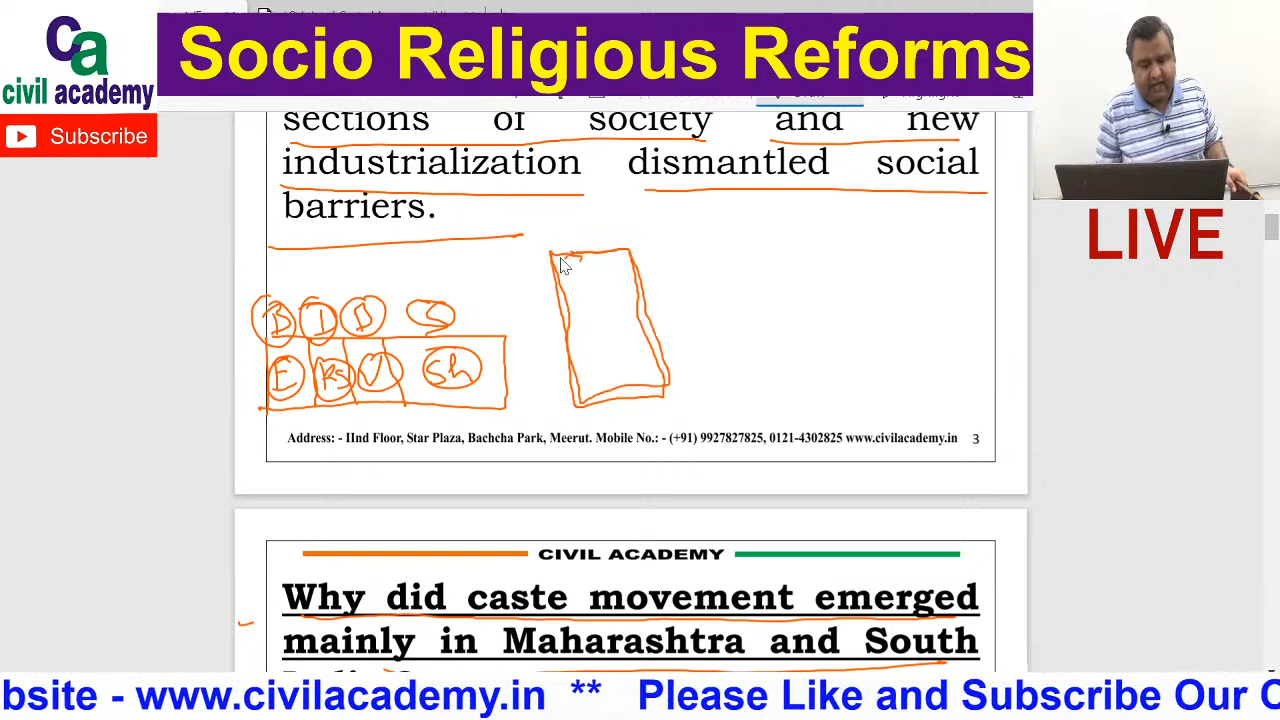 Socio Religious Reforms
ca
civil academy
Subscribe
sections of society and new
industrialization dismantled social
barriers.
LIVE
B I D S
E KS V Sh
Address: - IInd Floor, Star Plaza, Bachcha Park, Meerut. Mobile No.: - (+91) 9927827825, 0121-4302825 www.civilacademy.in 3
CIVIL ACADEMY
Why did caste movement emerged
mainly in Maharashtra and South
bsite - www.civilacademy.in ** Please Like and Subscribe Our C